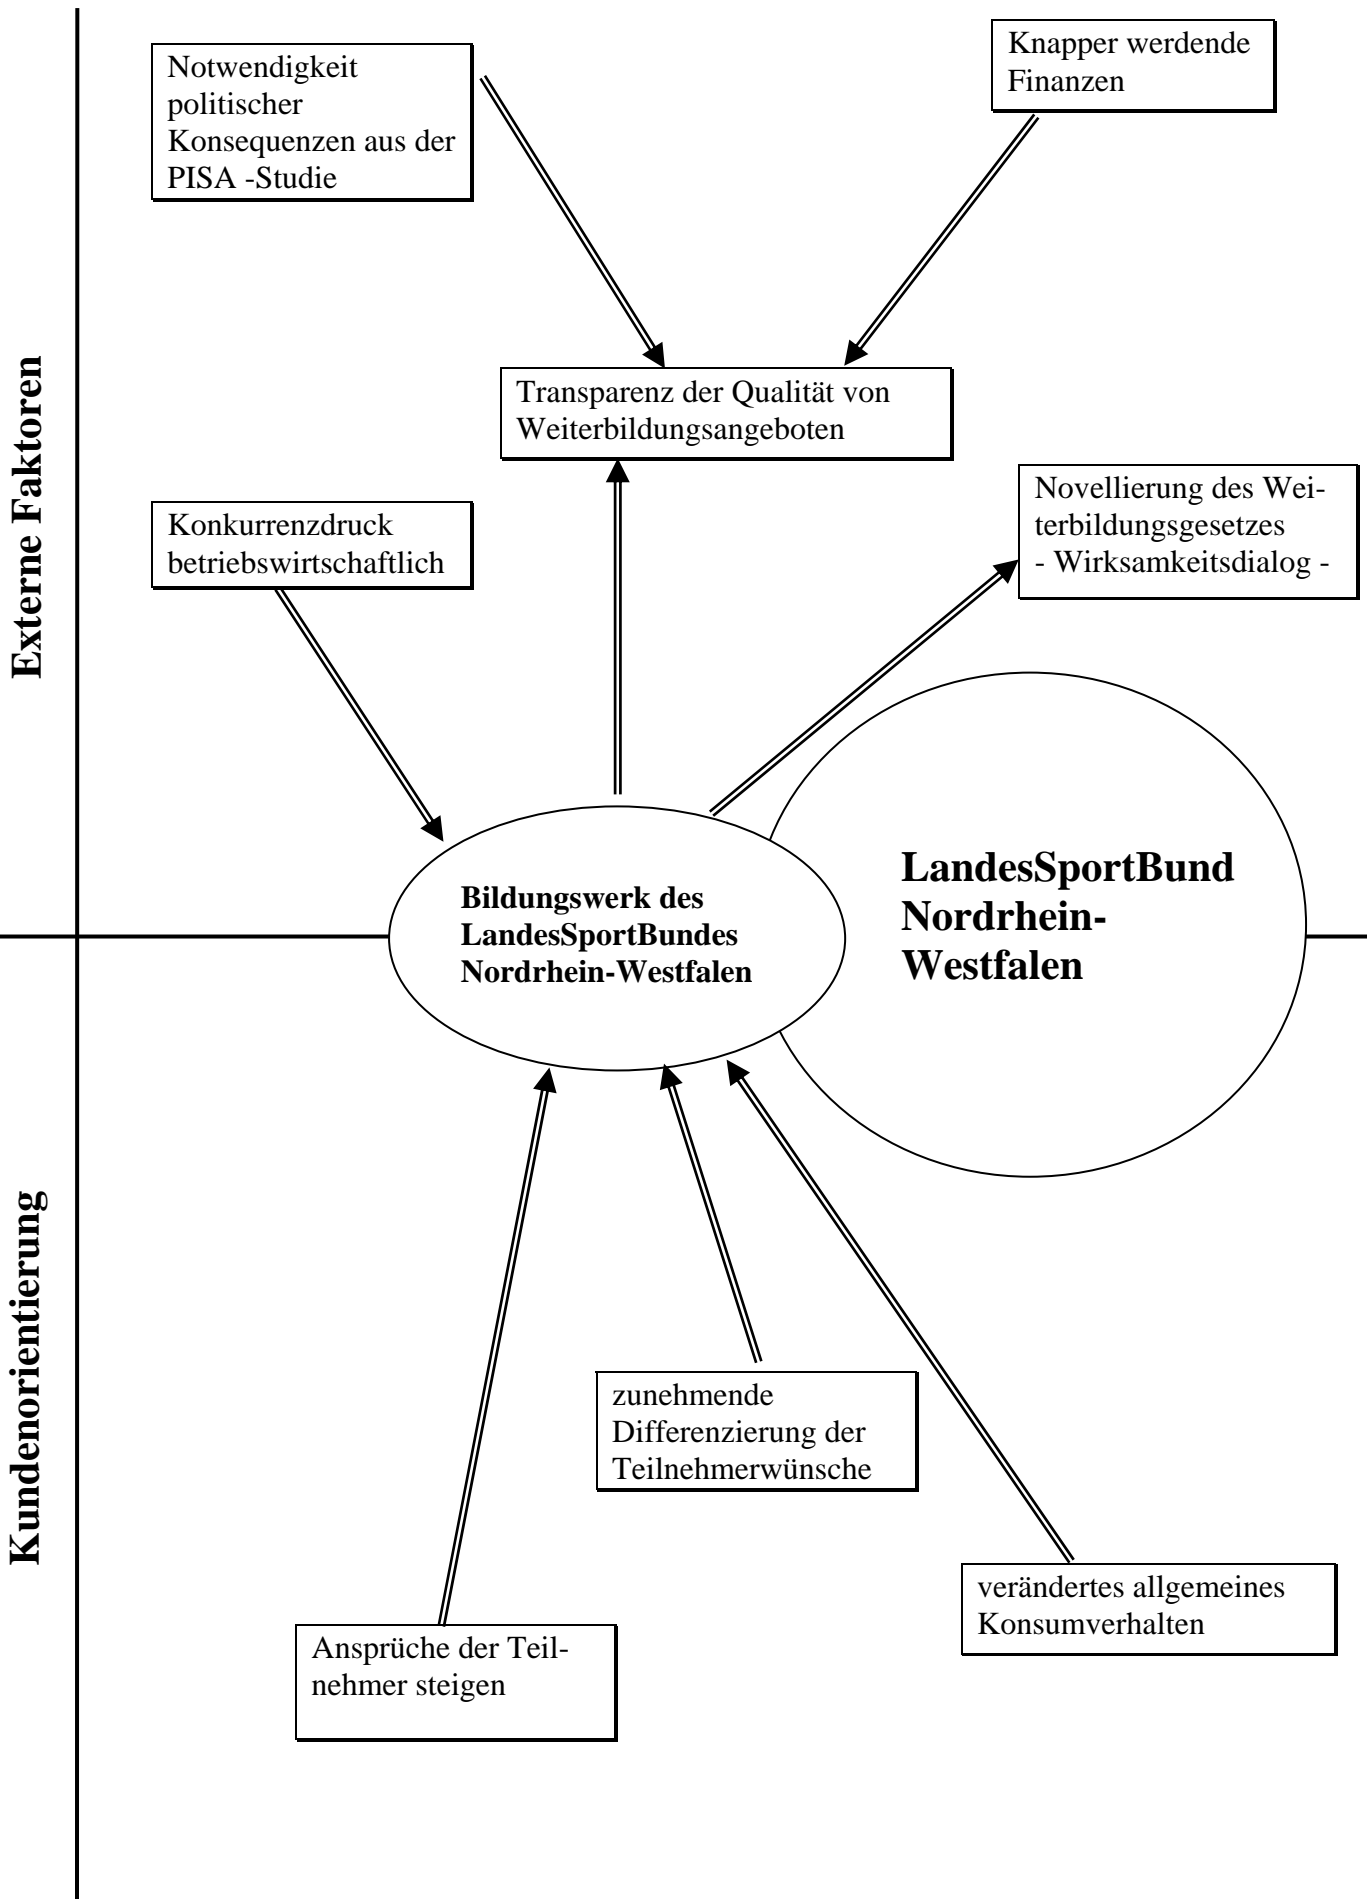 Notwendigkeit
politischer
Konsequenzen aus der
PISA -Studie
Knapper werdende
Finanzen
Externe Faktoren
Transparenz der Qualität von
Weiterbildungsangeboten
Konkurrenzdruck
betriebswirtschaftlich
Novellierung des Wei-
terbildungsgesetzes
- Wirksamkeitsdialog -
Bildungswerk des
LandesSportBundes
Nordrhein-Westfalen
LandesSportBund
Nordrhein-
Westfalen
Kundenorientierung
zunehmende
Differenzierung der
Teilnehmerwünsche
verändertes allgemeines
Konsumverhalten
Ansprüche der Teil-
nehmer steigen